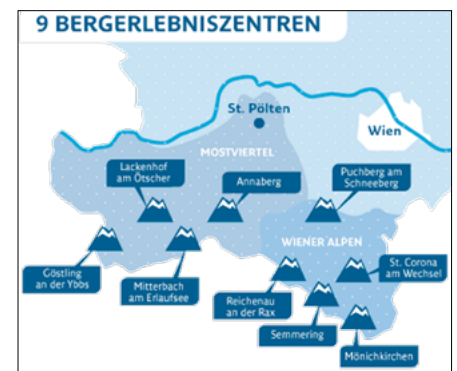 9 BERGERLEBNISZENTREN
St. Pölten
Wien
MOSTVIERTEL
Lackenhof
am Ötscher
Annaberg
Puchberg am
Schneeberg
WIENER ALPEN
Göstling
an der Ybbs
Mitterbach
am Erlaufsee
Reichenau
an der Rax
St. Corona
am Wechsel
Semmering
Mönichkirchen